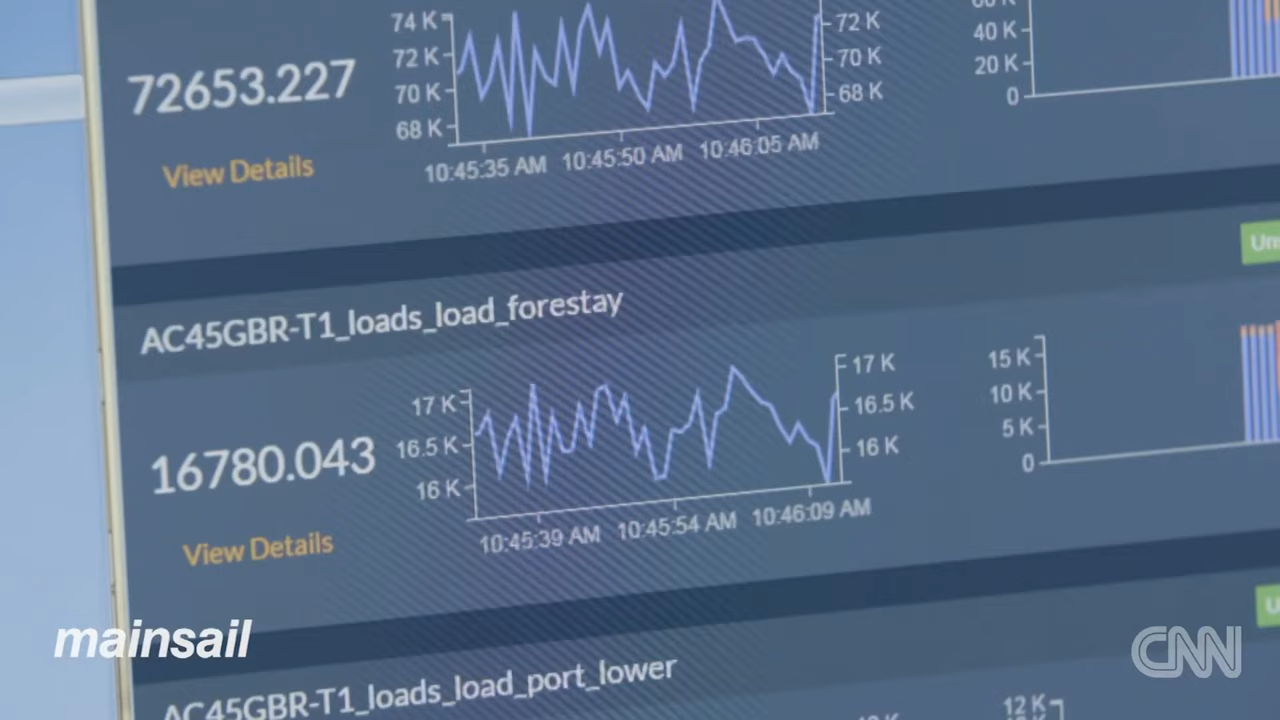 74 K
72 K
70 K
68 K
72 K
70 K
68 K
40 K
20 K
0
72653.227
View Details
10:45:35 AM
10:45:50 AM
10:46:05 AM
AC45GBR-T1_loads_load_forestay
17 K
16.5 K
16 K
17 K
16.5 K
16 K
15 K
10 K
5 K
0
16780.043
View Details
10:45:39 AM
10:45:54 AM
10:46:09 AM
mainsail
CNN
AC45GBR-T1_loads_load_port_lower
12 K